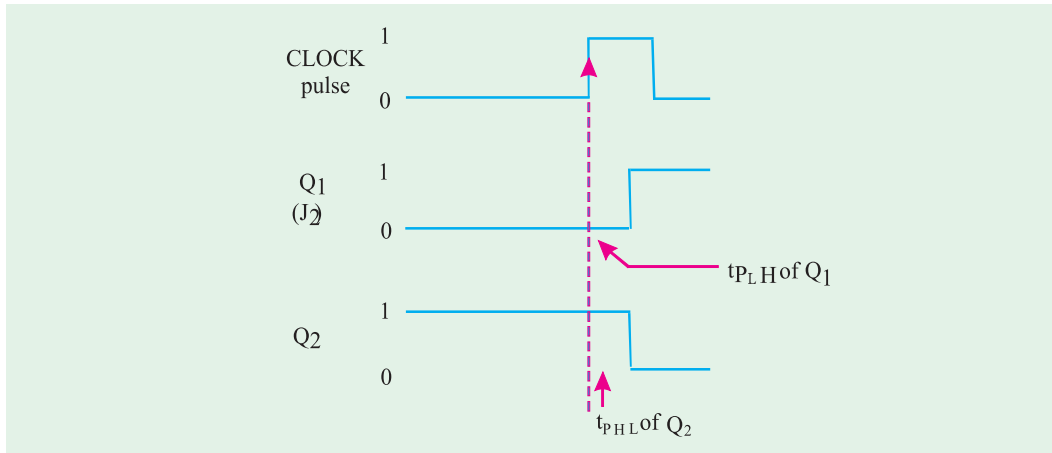 1
CLOCK
pulse
0
1
Q1
(J2)
0
tPLH of Q1
1
Q2
0
tPHL of Q2